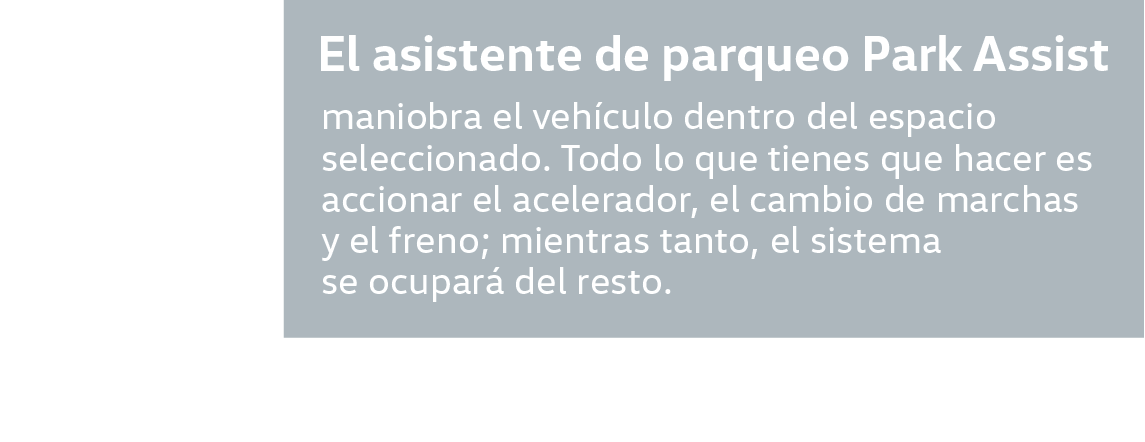 El asistente de parqueo Park Assist
maniobra el vehículo dentro del espacio
seleccionado. Todo lo que tienes que hacer es
accionar el acelerador, el cambio de marchas
y el freno; mientras tanto, el sistema
se ocupará del resto.